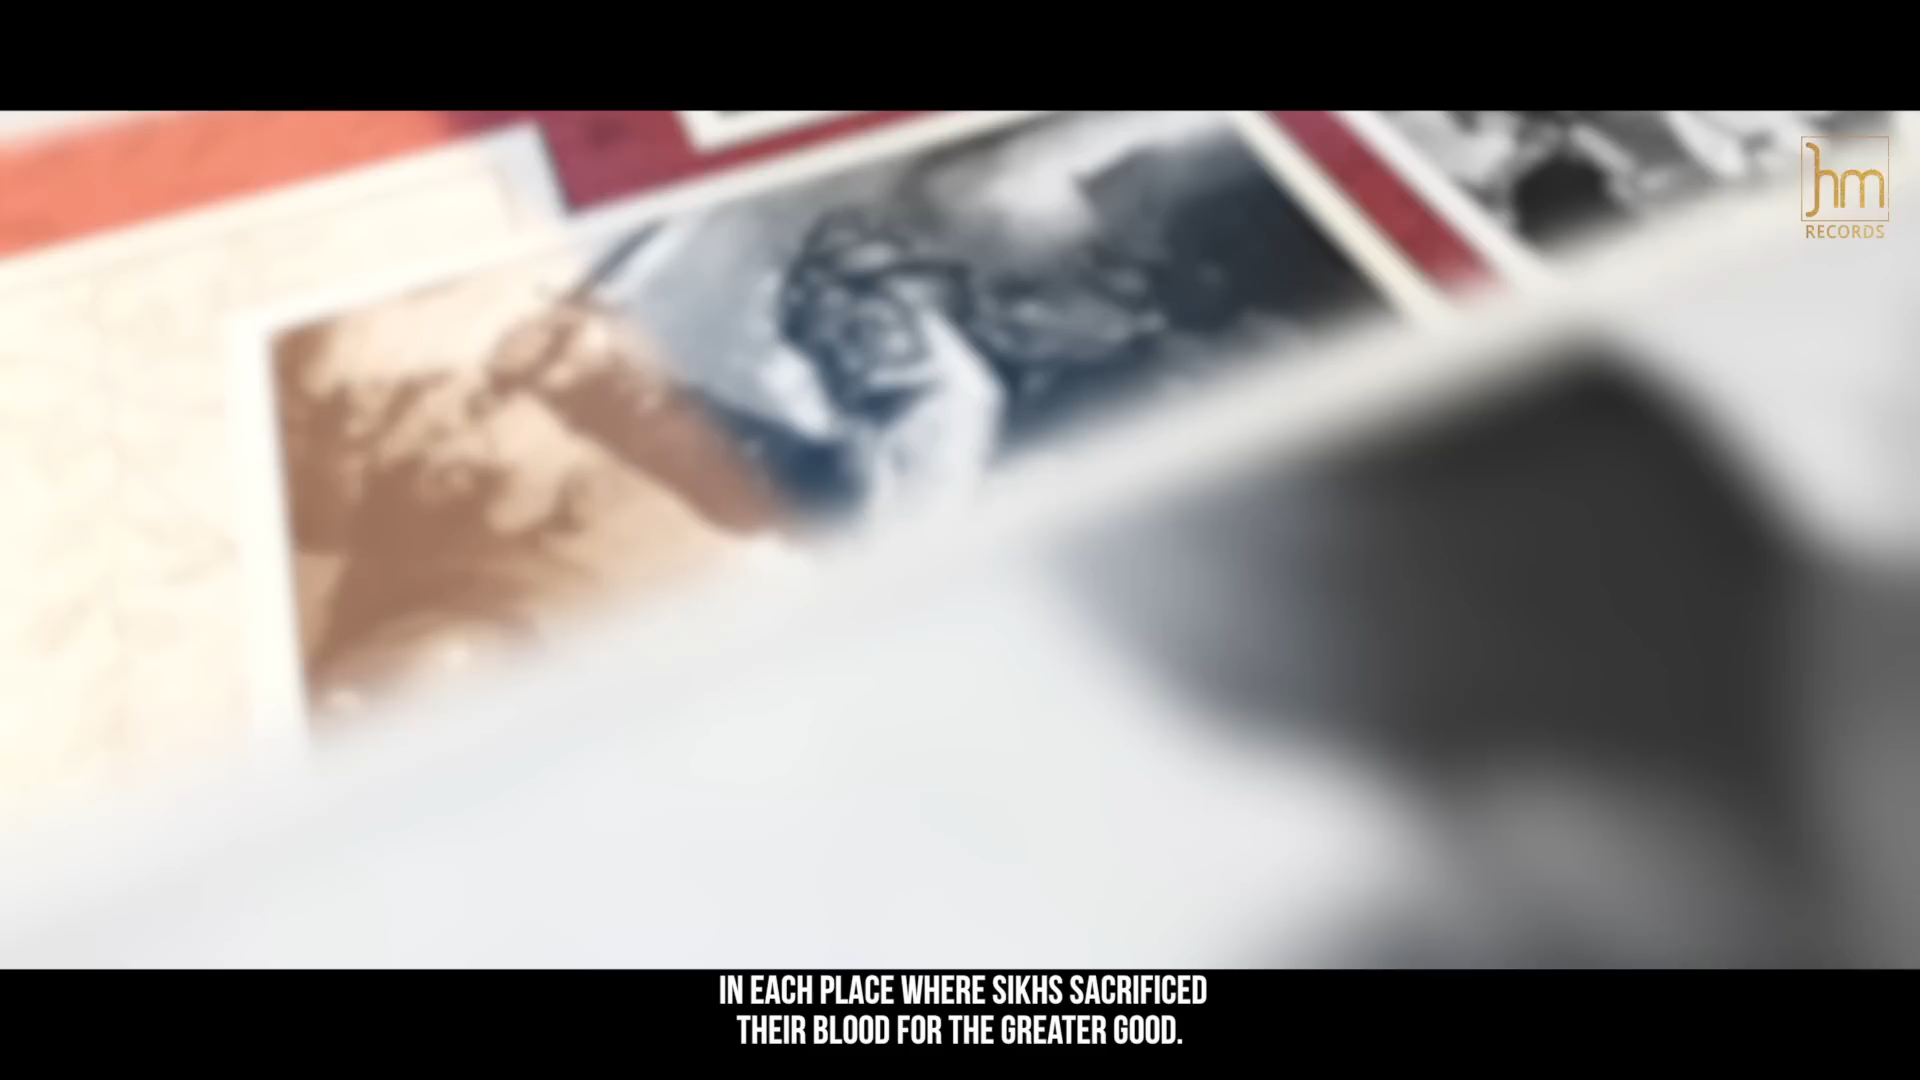 hm
RECORDS
IN EACH PLACE WHERE SIKHS SACRIFICED
THEIR BLOOD FOR THE GREATER GOOD.